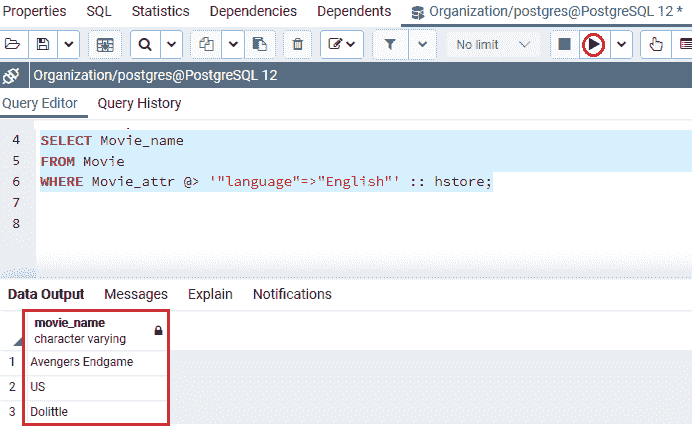 Properties SQL Statistics Dependencies Dependents Organization/postgres@PostgreSQL 12 *
No limit
Organization/postgres@PostgreSQL 12
Query Editor Query History
4 SELECT Movie_name
5 FROM Movie
6 WHERE Movie_attr @> '"language"=>"English"' :: hstore;
7
8
Data Output Messages Explain Notifications
movie_name
character varying
1 Avengers Endgame
2 US
3 Dolittle